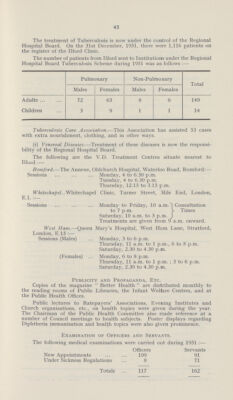 43
The treatment of Tuberculosis is now under the control of the Regional
Hospital Board. On the 31st December, 1951, there were 1,116 patients on
the register of the Ilford Clinic.
The number of patients from Ilford sent to Institutions under the Regional
Hospital Board Tuberculosis Scheme during 1951 was as follows :—
Pulmonary Non-Pulmonary Total
Males Females Males Females
Adults ... ... 72 63 8 6 149
Children 3 9 1 1 14
Tuberculosis Care Association.—This Association has assisted 53 cases
with extra nourishment, clothing, and in other ways.
(i) Venereal Diseases.—Treatment of these diseases is now the responsi-
bility of the Regional Hospital Board.
The following are the V.D. Treatment Centres situate nearest to
Ilford :—
Romford.—The Annexe, Oldchurch Hospital, Waterloo Road, Romford:—
Sessions ... ... Monday, 6 to 6.30 p.m.
Tuesday, 6 to 6.30 p.m.
Thursday, 12.15 to 1.15 p.m.
Whitechapel.—Whitechapel Clinic, Turner Street, Mile End, London,
E.1. :—
Sessions ... ... Monday to Friday, 10 a.m. Consultation
to 7 p.m. Times
Saturday, 10 a.m. to 3 p.m.
Treatments are given from 9 a.m. onward.
West Ham.—Queen Mary's Hospital, West Ham Lane, Stratford,
London, E.15 :—
Sessions (Males) ... Monday, 3 to 6 p.m.
Thursday, 11 a.m. to 1 p.m., 6 to 8 p.m.
Saturday, 2.30 to 4.30 p.m.
(Females) ... Monday, 6 to 8 p.m.
Thursday, 11 a.m. to 1 p.m. ; 3 to 6 p.m.
Saturday, 2.30 to 4.30 p.m.
Publicity and Propaganda, Etc.
Copies of the magazine " Better Health " are distributed monthly to
the reading rooms of Public Libraries, the Infant Welfare Centres, and at
the Public Health Offices.
Public lectures to Ratepayers' Associations, Evening Institutes and
Church organisations, etc., on health topics were given during the year.
The Chairman of the Public Health Committee also made reference at a
number of Council meetings to health subjects. Poster displays regarding
Diphtheria immunisation and health topics were also given prominence.
Examination of Officers and Servants.
The following medical examinations were carried out during 1951 :—
Officers Servants
New Appointments ... 109 91
Under Sickness Regulations ... 8 71
Totals ... 117 162